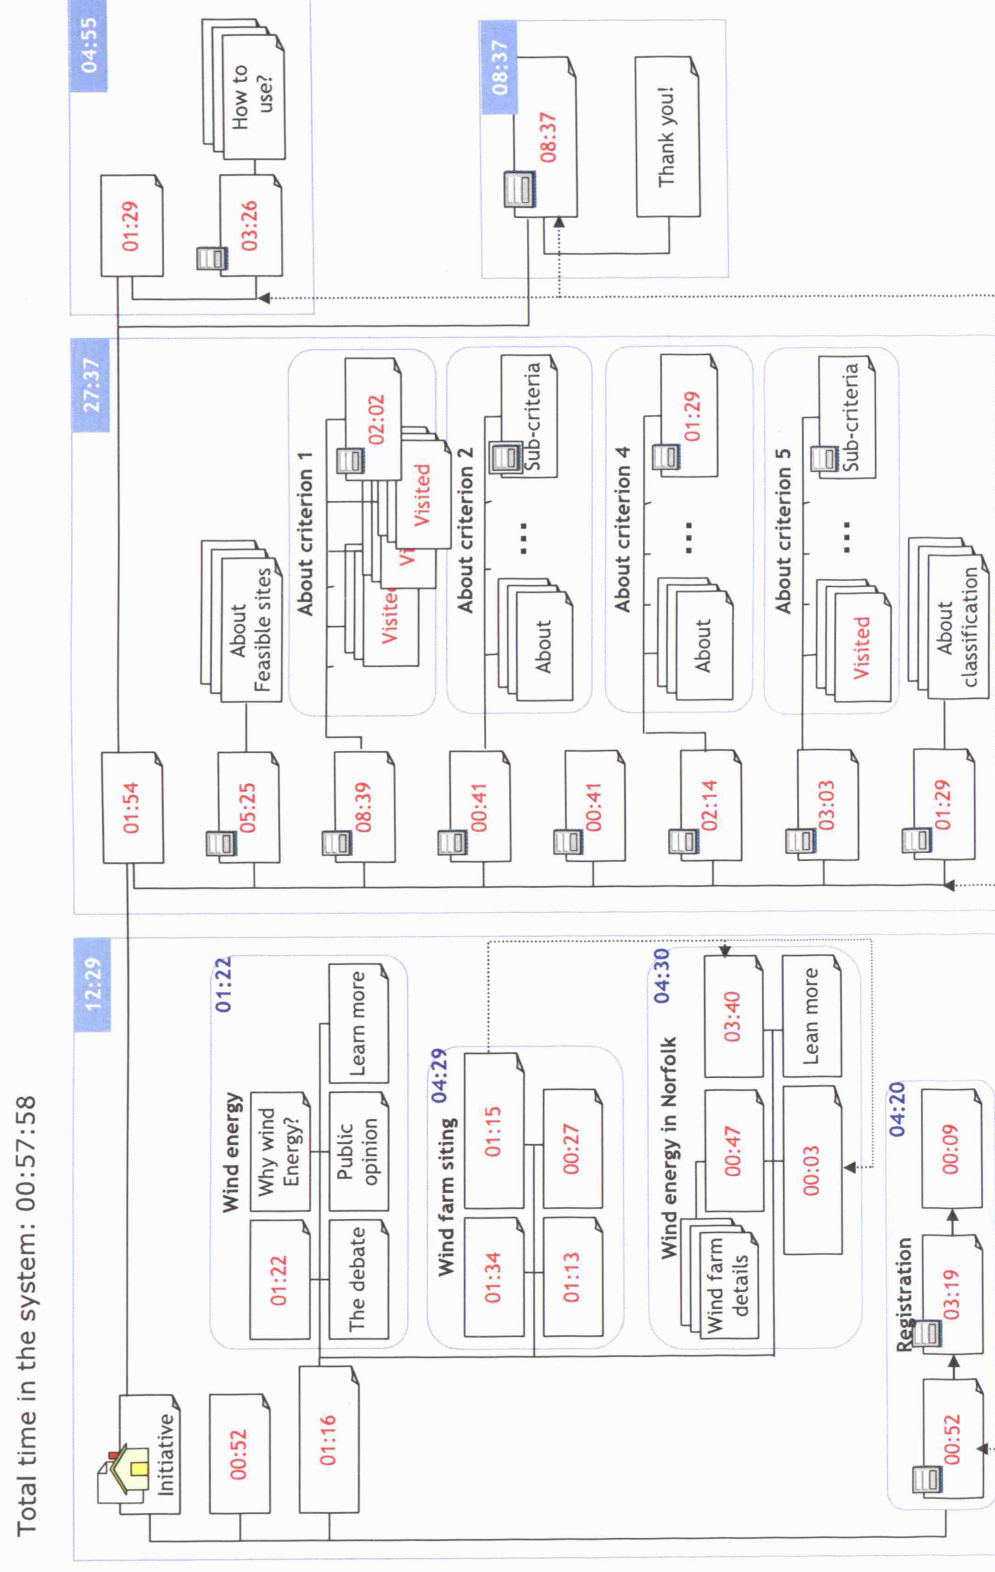 Total time in the system: 00:57:58
12:29
Initiative
00:52
01:16
Wind energy
01:22
01:22
Why wind
Energy?
The debate
Public
opinion
Learn more
Wind farm siting
04:29
01:34
01:15
01:13
00:27
Wind energy in Norfolk
04:30
Wind farm
details
00:47
03:40
00:03
Lean more
Registration
04:20
00:52
03:19
00:09
27:37
01:54
05:25
About
Feasible sites
08:39
About criterion 1
Visited
Vi
Visited
02:02
00:41
About criterion 2
About
...
Sub-criteria
00:41
02:14
About criterion 4
About
...
01:29
03:03
About criterion 5
Visited
...
Sub-criteria
01:29
About
classification
04:55
01:29
03:26
How to
use?
08:37
08:37
Thank you!